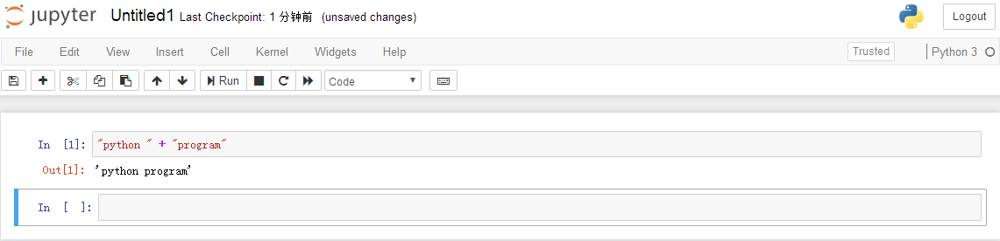 jupyter Untitled1 Last Checkpoint: 1 分钟前 (unsaved changes) Logout
File Edit View Insert Cell Kernel Widgets Help Trusted Python 3
Run Code
In [1]: "python " + "program"
Out[1]: 'python program'
In [ ]: